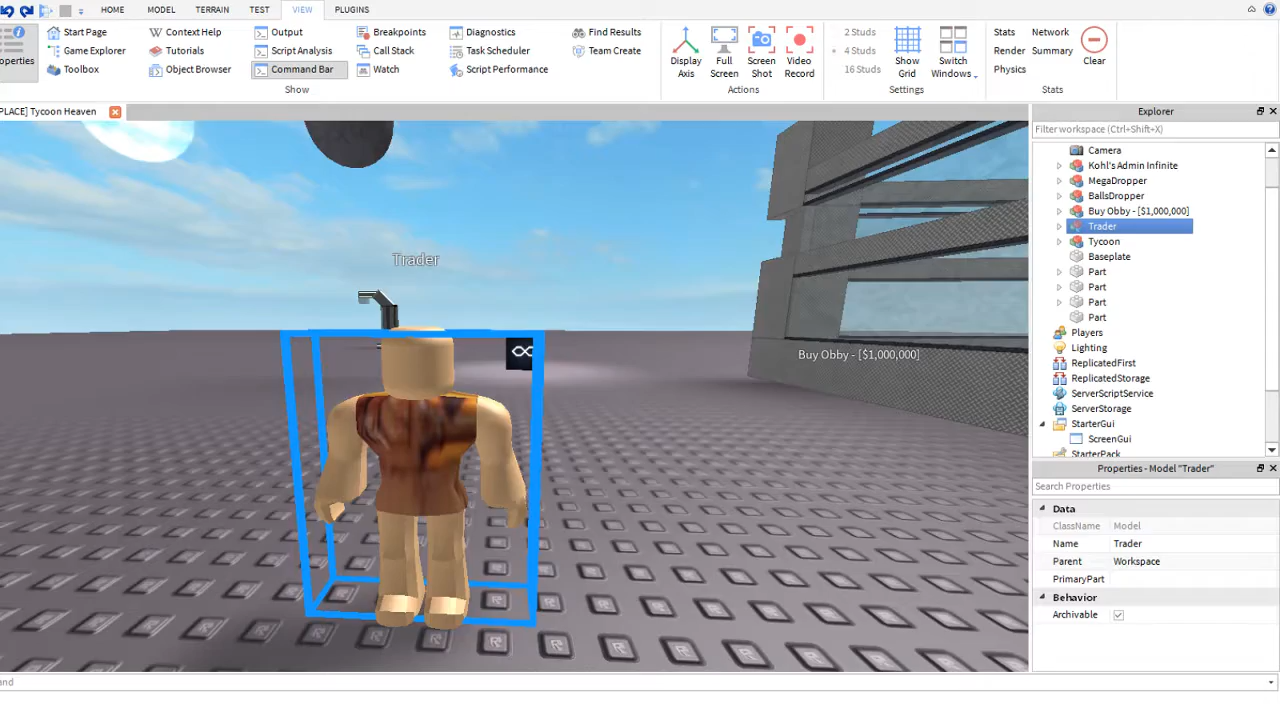 HOME MODEL TERRAIN TEST VIEW PLUGINS
operties
Start Page
Game Explorer
Toolbox
Context Help
Tutorials
Object Browser
Output
Script Analysis
Command Bar
Breakpoints
Call Stack
Watch
Diagnostics
Task Scheduler
Script Performance
Find Results
Team Create
Show
Display Axis
Full Screen
Screen Shot
Video Record
Actions
2 Studs
4 Studs
16 Studs
Show Grid
Switch Windows
Settings
Stats
Render
Physics
Network
Summary
Clear
Stats
PLACE] Tycoon Heaven
Trader
Buy Obby - [$1,000,000]
Explorer
Filter workspace (Ctrl+Shift+X)
Camera
Kohl's Admin Infinite
MegaDropper
BallsDropper
Buy Obby - [$1,000,000]
Trader
Tycoon
Baseplate
Part
Part
Part
Part
Players
Lighting
ReplicatedFirst
ReplicatedStorage
ServerScriptService
ServerStorage
StarterGui
ScreenGui
StarterPack
Properties - Model "Trader"
Search Properties
Data
ClassName Model
Name Trader
Parent Workspace
PrimaryPart
Behavior
Archivable
and